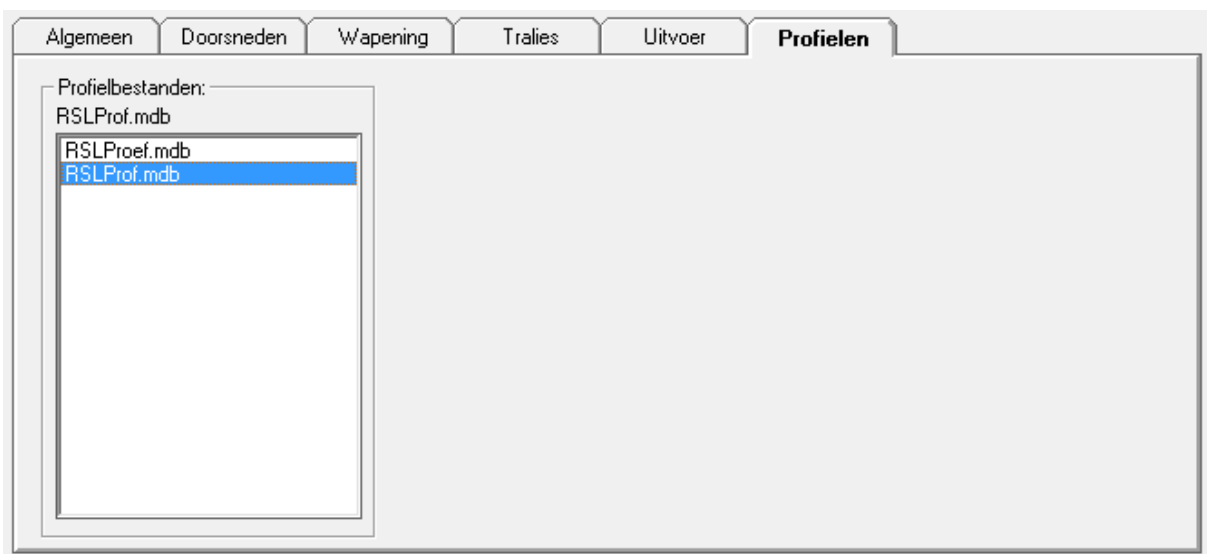 Algemeen Doorsneden Wapening Tralies Uitvoer Profielen
Profielbestanden:
RSLProf.mdb
RSLProef.mdb
RSLProf.mdb